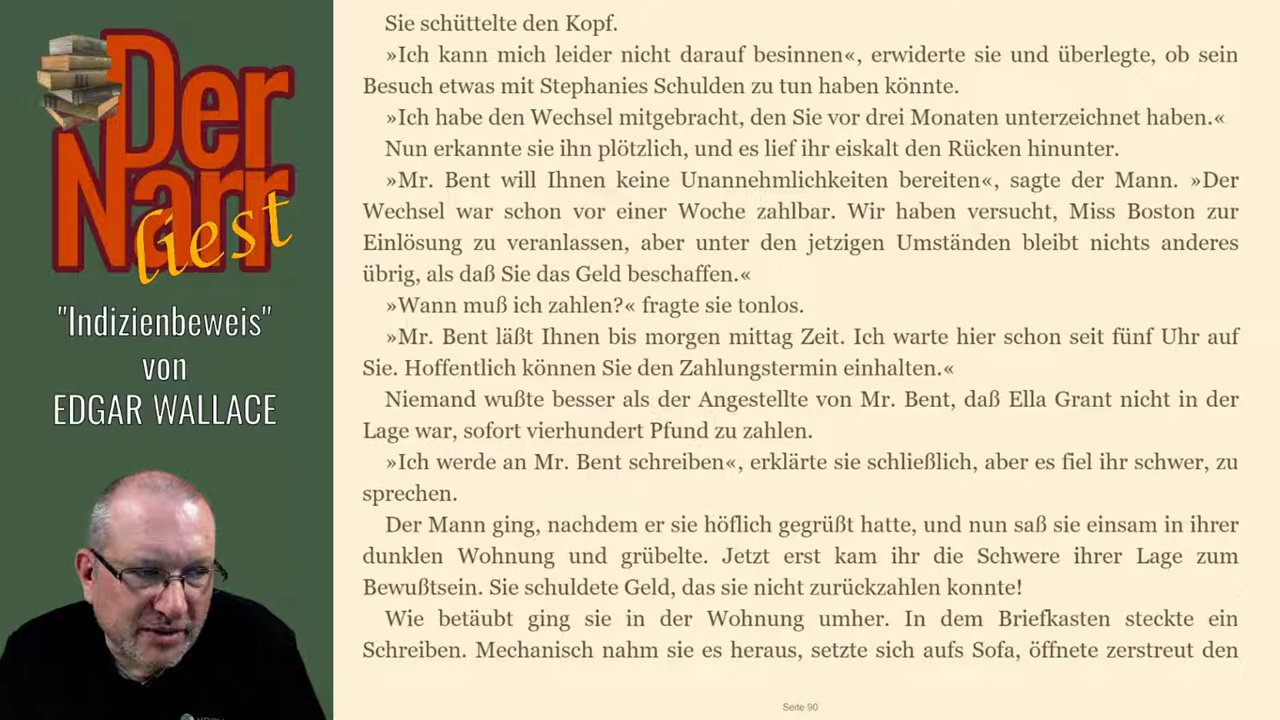 Der
Narr
liest
"Indizienbeweis"
von
EDGAR WALLACE
Sie schüttelte den Kopf.
»Ich kann mich leider nicht darauf besinnen«, erwiderte sie und überlegte, ob sein
Besuch etwas mit Stephanies Schulden zu tun haben könnte.
»Ich habe den Wechsel mitgebracht, den Sie vor drei Monaten unterzeichnet haben.«
Nun erkannte sie ihn plötzlich, und es lief ihr eiskalt den Rücken hinunter.
»Mr. Bent will Ihnen keine Unannehmlichkeiten bereiten«, sagte der Mann. »Der
Wechsel war schon vor einer Woche zahlbar. Wir haben versucht, Miss Boston zur
Einlösung zu veranlassen, aber unter den jetzigen Umständen bleibt nichts anderes
übrig, als daß Sie das Geld beschaffen.«
»Wann muß ich zahlen?« fragte sie tonlos.
»Mr. Bent läßt Ihnen bis morgen mittag Zeit. Ich warte hier schon seit fünf Uhr auf
Sie. Hoffentlich können Sie den Zahlungstermin einhalten.«
Niemand wußte besser als der Angestellte von Mr. Bent, daß Ella Grant nicht in der
Lage war, sofort vierhundert Pfund zu zahlen.
»Ich werde an Mr. Bent schreiben«, erklärte sie schließlich, aber es fiel ihr schwer, zu
sprechen.
Der Mann ging, nachdem er sie höflich gegrüßt hatte, und nun saß sie einsam in ihrer
dunklen Wohnung und grübelte. Jetzt erst kam ihr die Schwere ihrer Lage zum
Bewußtsein. Sie schuldete Geld, das sie nicht zurückzahlen konnte!
Wie betäubt ging sie in der Wohnung umher. In dem Briefkasten steckte ein
Schreiben. Mechanisch nahm sie es heraus, setzte sich aufs Sofa, öffnete zerstreut den
Seite 90